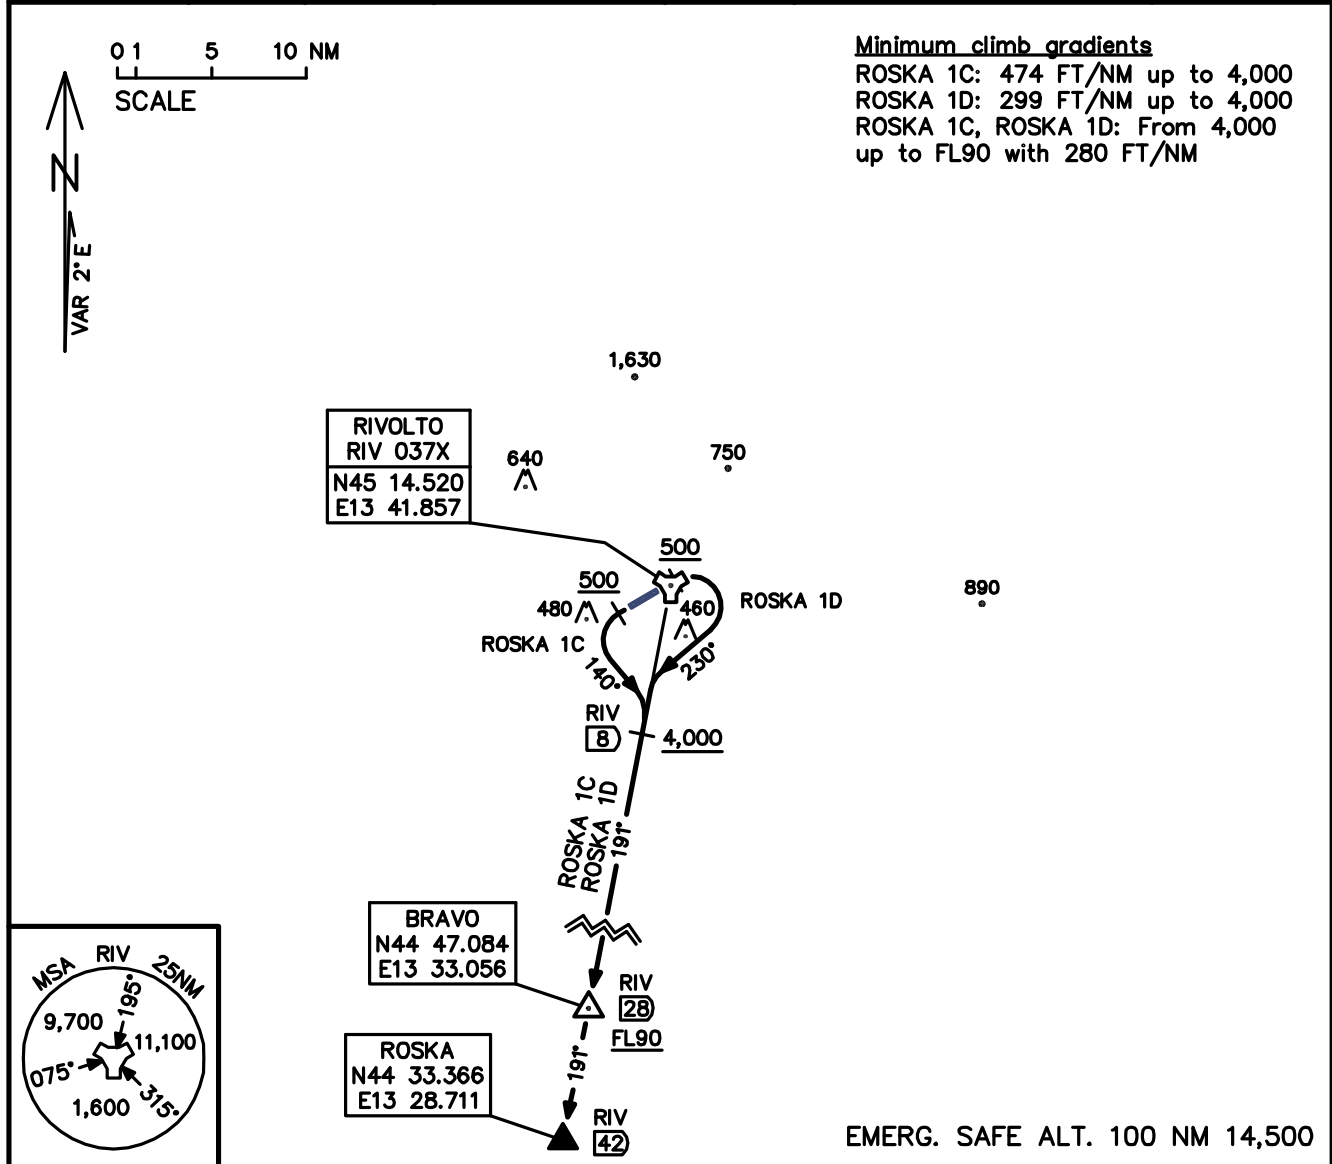 0 1 5 10 NM
SCALE
N
VAR 2° E
Minimum climb gradients
ROSKA 1C: 474 FT/NM up to 4,000
ROSKA 1D: 299 FT/NM up to 4,000
ROSKA 1C, ROSKA 1D: From 4,000
up to FL90 with 280 FT/NM
1,630
RIVOLTO
RIV 037X
N45 14.520
E13 41.857
640
750
500
500
480
460
ROSKA 1D
890
ROSKA 1C
140°
230°
RIV
8
4,000
ROSKA 1C
ROSKA 1D
191°
BRAVO
N44 47.084
E13 33.056
RIV
28
FL90
191°
ROSKA
N44 33.366
E13 28.711
RIV
42
MSA RIV 25NM
195°
9,700
11,100
075°
315°
1,600
EMERG. SAFE ALT. 100 NM 14,500